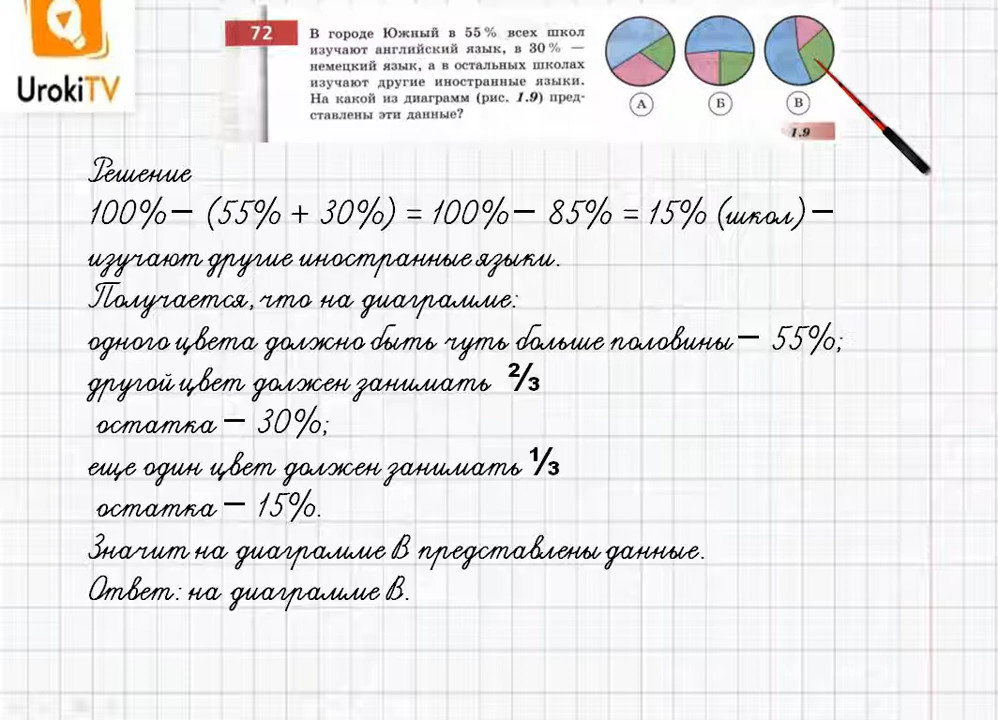 UrokiTV
72
В городе Южный в 55 % всех школ
изучают английский язык, в 30 % —
немецкий язык, а в остальных школах
изучают другие иностранные языки.
На какой из диаграмм (рис. 1.9) пред-
ставлены эти данные?
А Б В
1.9
Решение
100% — (55% + 30%) = 100% — 85% = 15% (школ) —
изучают другие иностранные языки.
Получается, что на диаграмме:
одного цвета должно быть чуть больше половины — 55%;
другой цвет должен занимать 2/3
остатка — 30%;
еще один цвет должен занимать 1/3
остатка — 15%.
Значит на диаграмме В представлены данные.
Ответ: на диаграмме В.